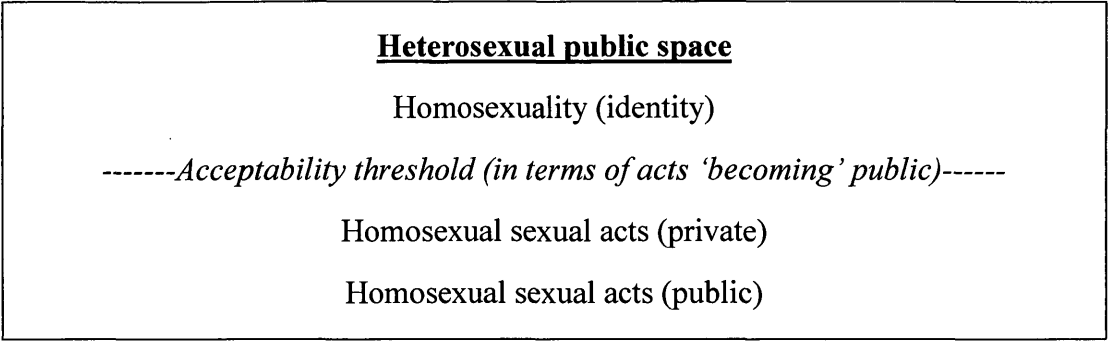 Heterosexual public space
Homosexuality (identity)
-------Acceptability threshold (in terms of acts ‘becoming’ public)------
Homosexual sexual acts (private)
Homosexual sexual acts (public)